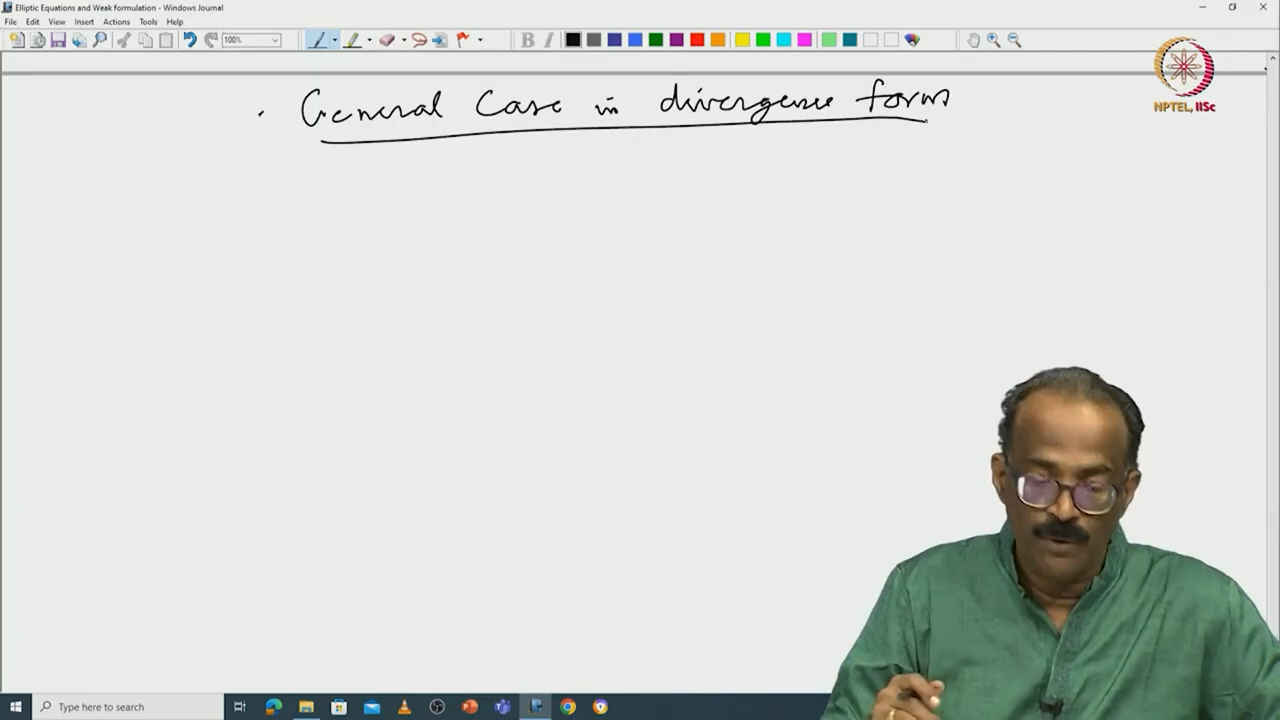 Elliptic Equations and Weak formulation - Windows Journal
File Edit View Insert Actions Tools Help
100%
B I
NPTEL, IISc
· General Case in divergence form
Type here to search